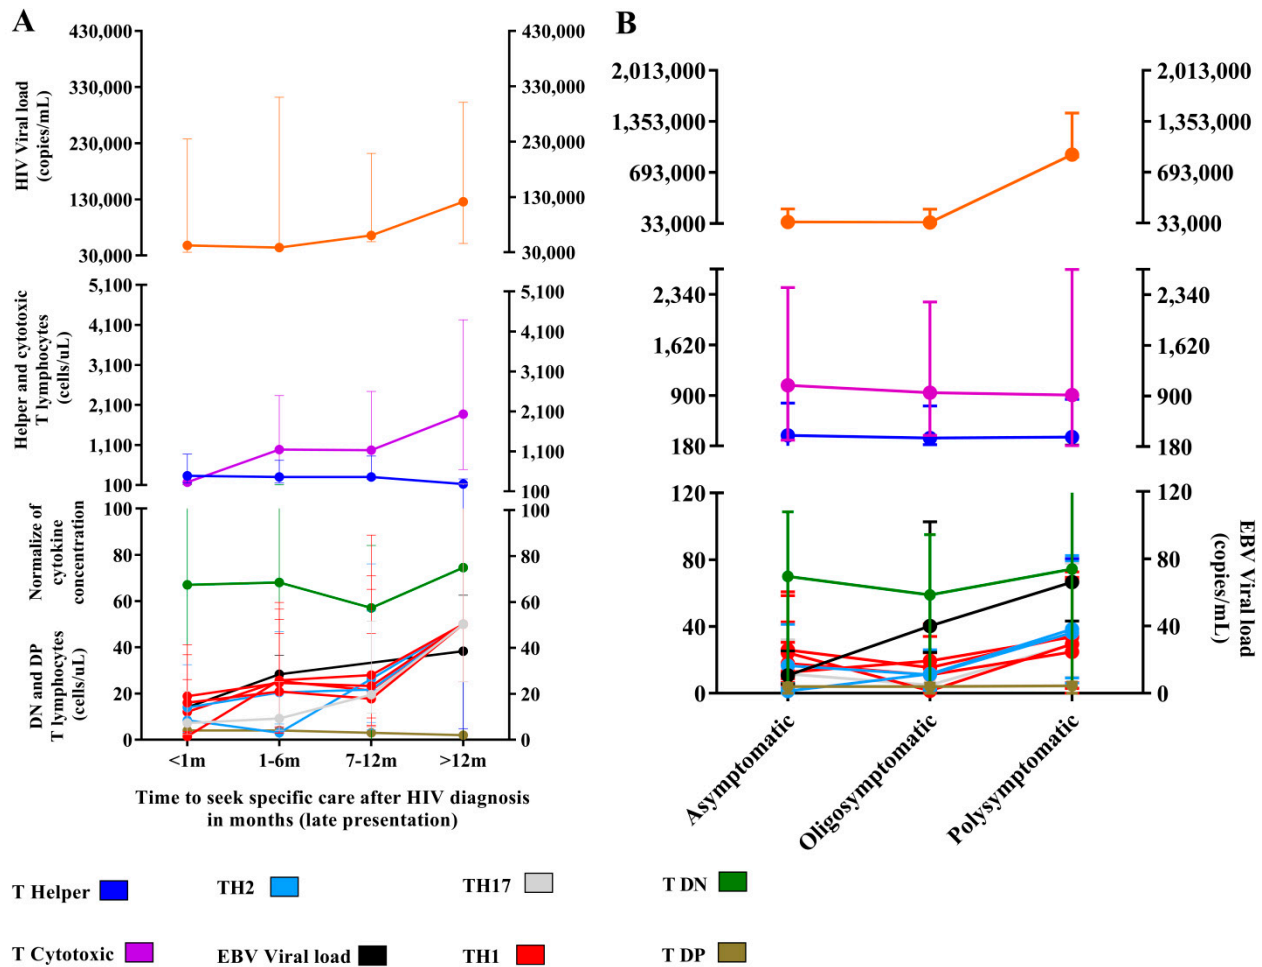 A
B
HIV Viral load
(copies/mL)
430,000
330,000
230,000
130,000
30,000
430,000
330,000
230,000
130,000
30,000
Helper and cytotoxic
T lymphocytes
(cells/uL)
5,100
4,100
3,100
2,100
1,100
100
5,100
4,100
3,100
2,100
1,100
100
Normalize of
cytokine
concentration
DN and DP
T lymphocytes
(cells/uL)
100
80
60
40
20
0
100
80
60
40
20
0
<1m
1-6m
7-12m
>12m
Time to seek specific care after HIV diagnosis
in months (late presentation)
2,013,000
1,353,000
693,000
33,000
2,013,000
1,353,000
693,000
33,000
2,340
1,620
900
180
2,340
1,620
900
180
120
80
40
0
120
80
40
0
EBV Viral load
(copies/mL)
Asymptomatic
Oligosymptomatic
Polysymptomatic
T Helper
TH2
TH17
T DN
T Cytotoxic
EBV Viral load
TH1
T DP